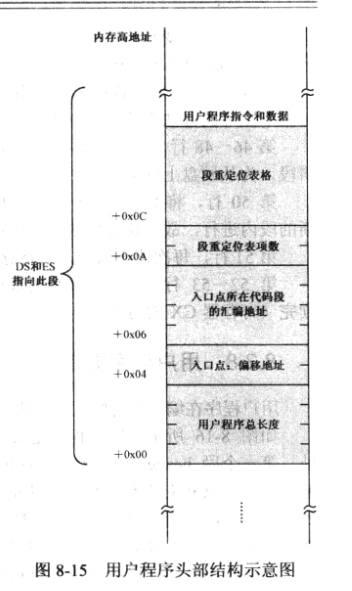 内存高地址
用户程序指令和数据
段重定位表格
+0x0C
段重定位表项数
+0x0A
DS和ES
指向此段
入口点所在代码段
的汇编地址
+0x06
入口点：偏移地址
+0x04
用户程序总长度
+0x00
图 8-15 用户程序头部结构示意图